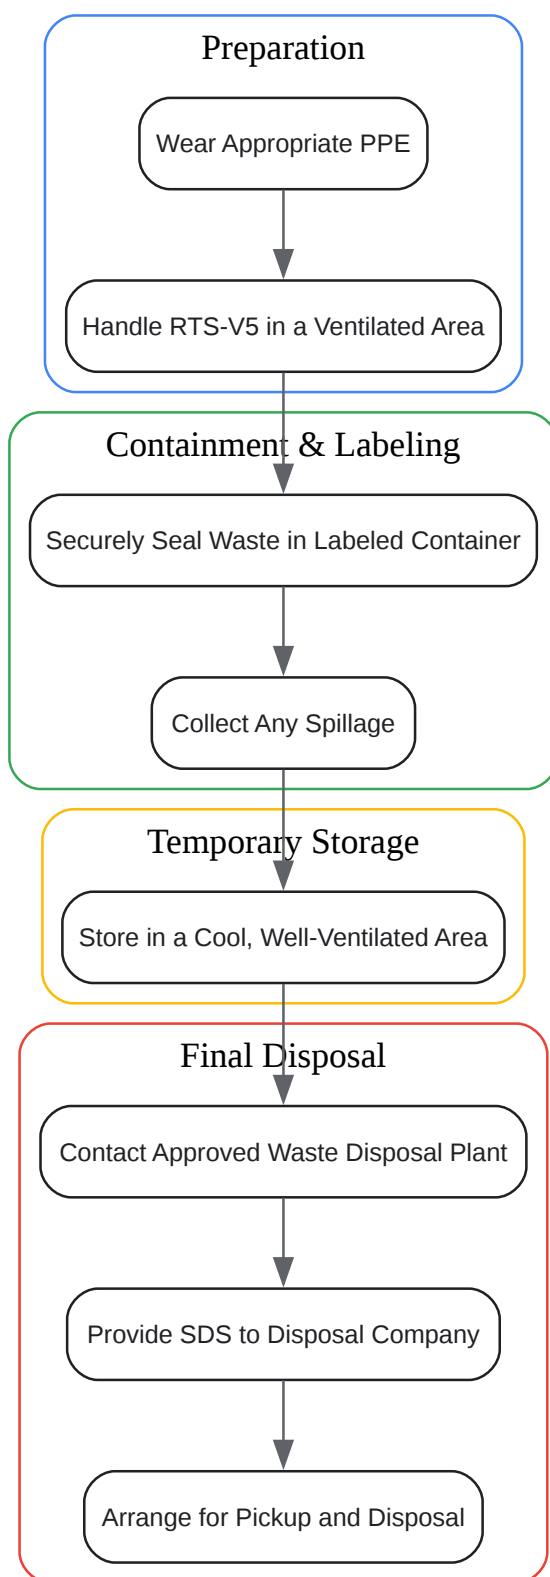 Preparation
Wear Appropriate PPE
Handle RTS-V5 in a Ventilated Area
Containment & Labeling
Securely Seal Waste in Labeled Container
Collect Any Spillage
Temporary Storage
Store in a Cool, Well-Ventilated Area
Final Disposal
Contact Approved Waste Disposal Plant
Provide SDS to Disposal Company
Arrange for Pickup and Disposal